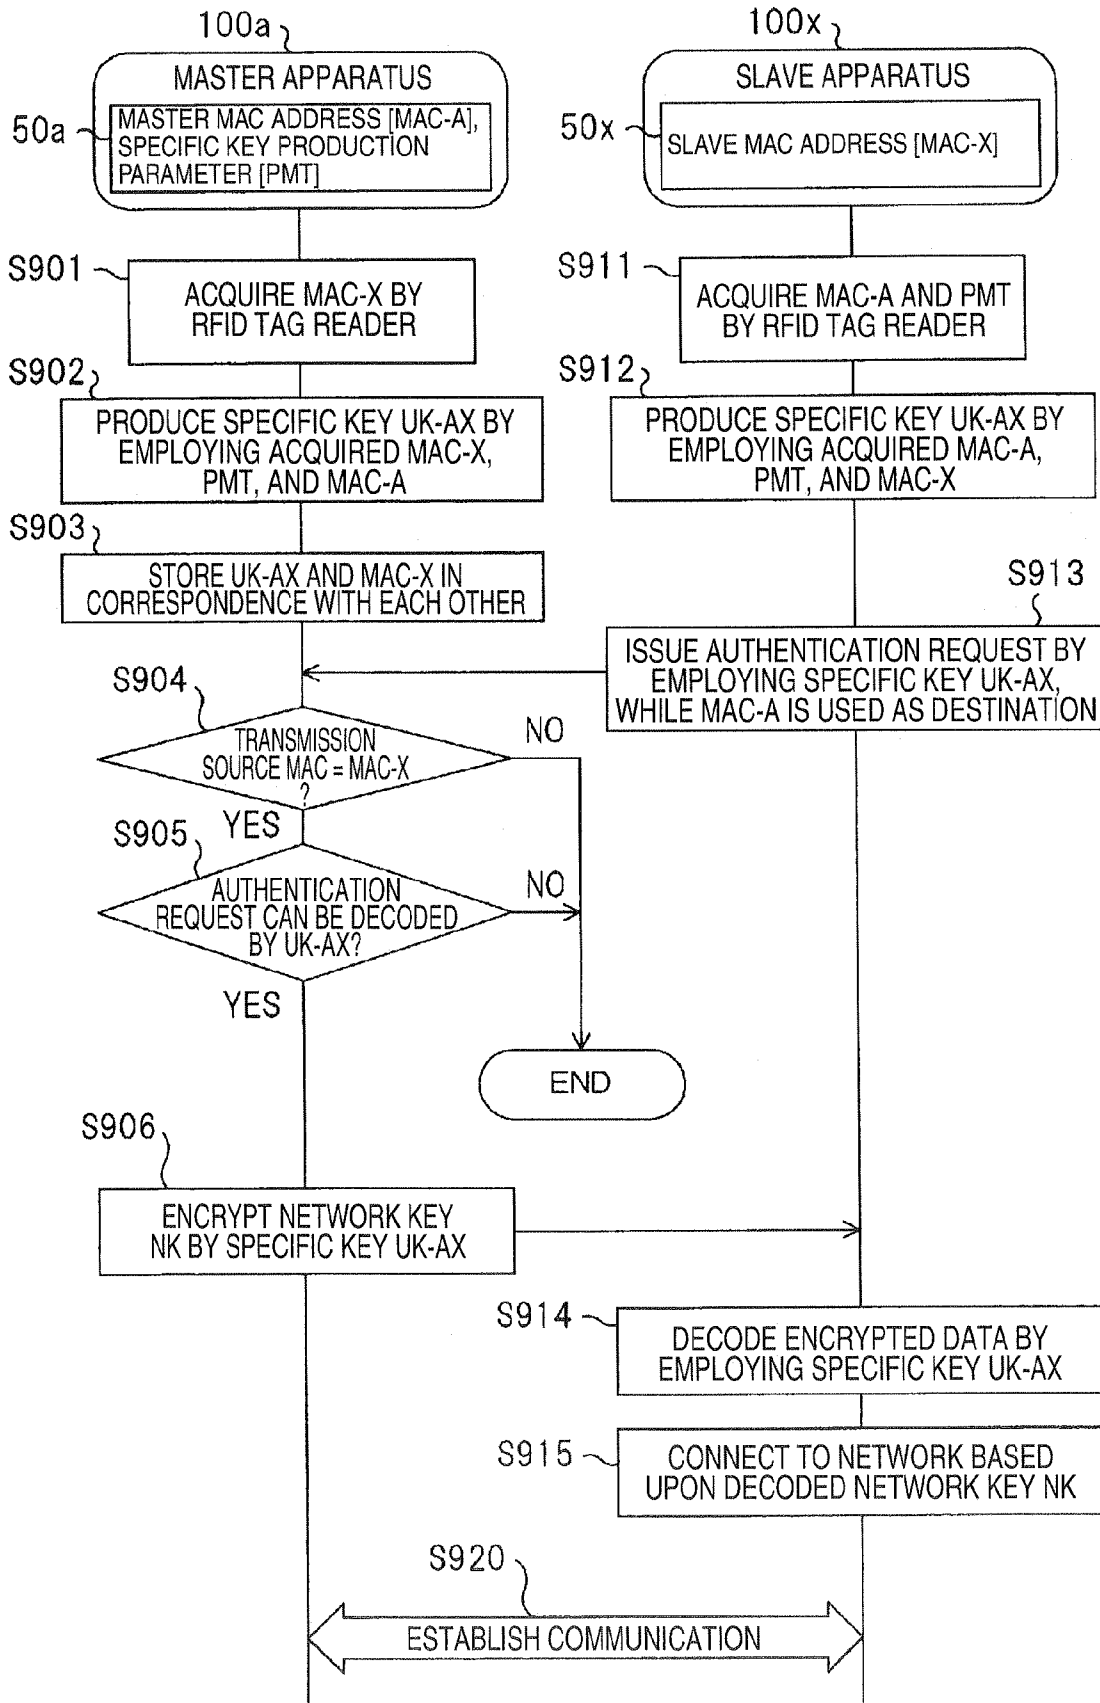 100a
MASTER APPARATUS
50a
MASTER MAC ADDRESS [MAC-A],
SPECIFIC KEY PRODUCTION
PARAMETER [PMT]
100x
SLAVE APPARATUS
50x
SLAVE MAC ADDRESS [MAC-X]
S901
ACQUIRE MAC-X BY
RFID TAG READER
S911
ACQUIRE MAC-A AND PMT
BY RFID TAG READER
S902
PRODUCE SPECIFIC KEY UK-AX BY
EMPLOYING ACQUIRED MAC-X,
PMT, AND MAC-A
S912
PRODUCE SPECIFIC KEY UK-AX BY
EMPLOYING ACQUIRED MAC-A,
PMT, AND MAC-X
S903
STORE UK-AX AND MAC-X IN
CORRESPONDENCE WITH EACH OTHER
S913
ISSUE AUTHENTICATION REQUEST BY
EMPLOYING SPECIFIC KEY UK-AX,
WHILE MAC-A IS USED AS DESTINATION
S904
TRANSMISSION
SOURCE MAC = MAC-X
?
NO
YES
S905
AUTHENTICATION
REQUEST CAN BE DECODED
BY UK-AX?
NO
YES
END
S906
ENCRYPT NETWORK KEY
NK BY SPECIFIC KEY UK-AX
S914
DECODE ENCRYPTED DATA BY
EMPLOYING SPECIFIC KEY UK-AX
S915
CONNECT TO NETWORK BASED
UPON DECODED NETWORK KEY NK
S920
ESTABLISH COMMUNICATION